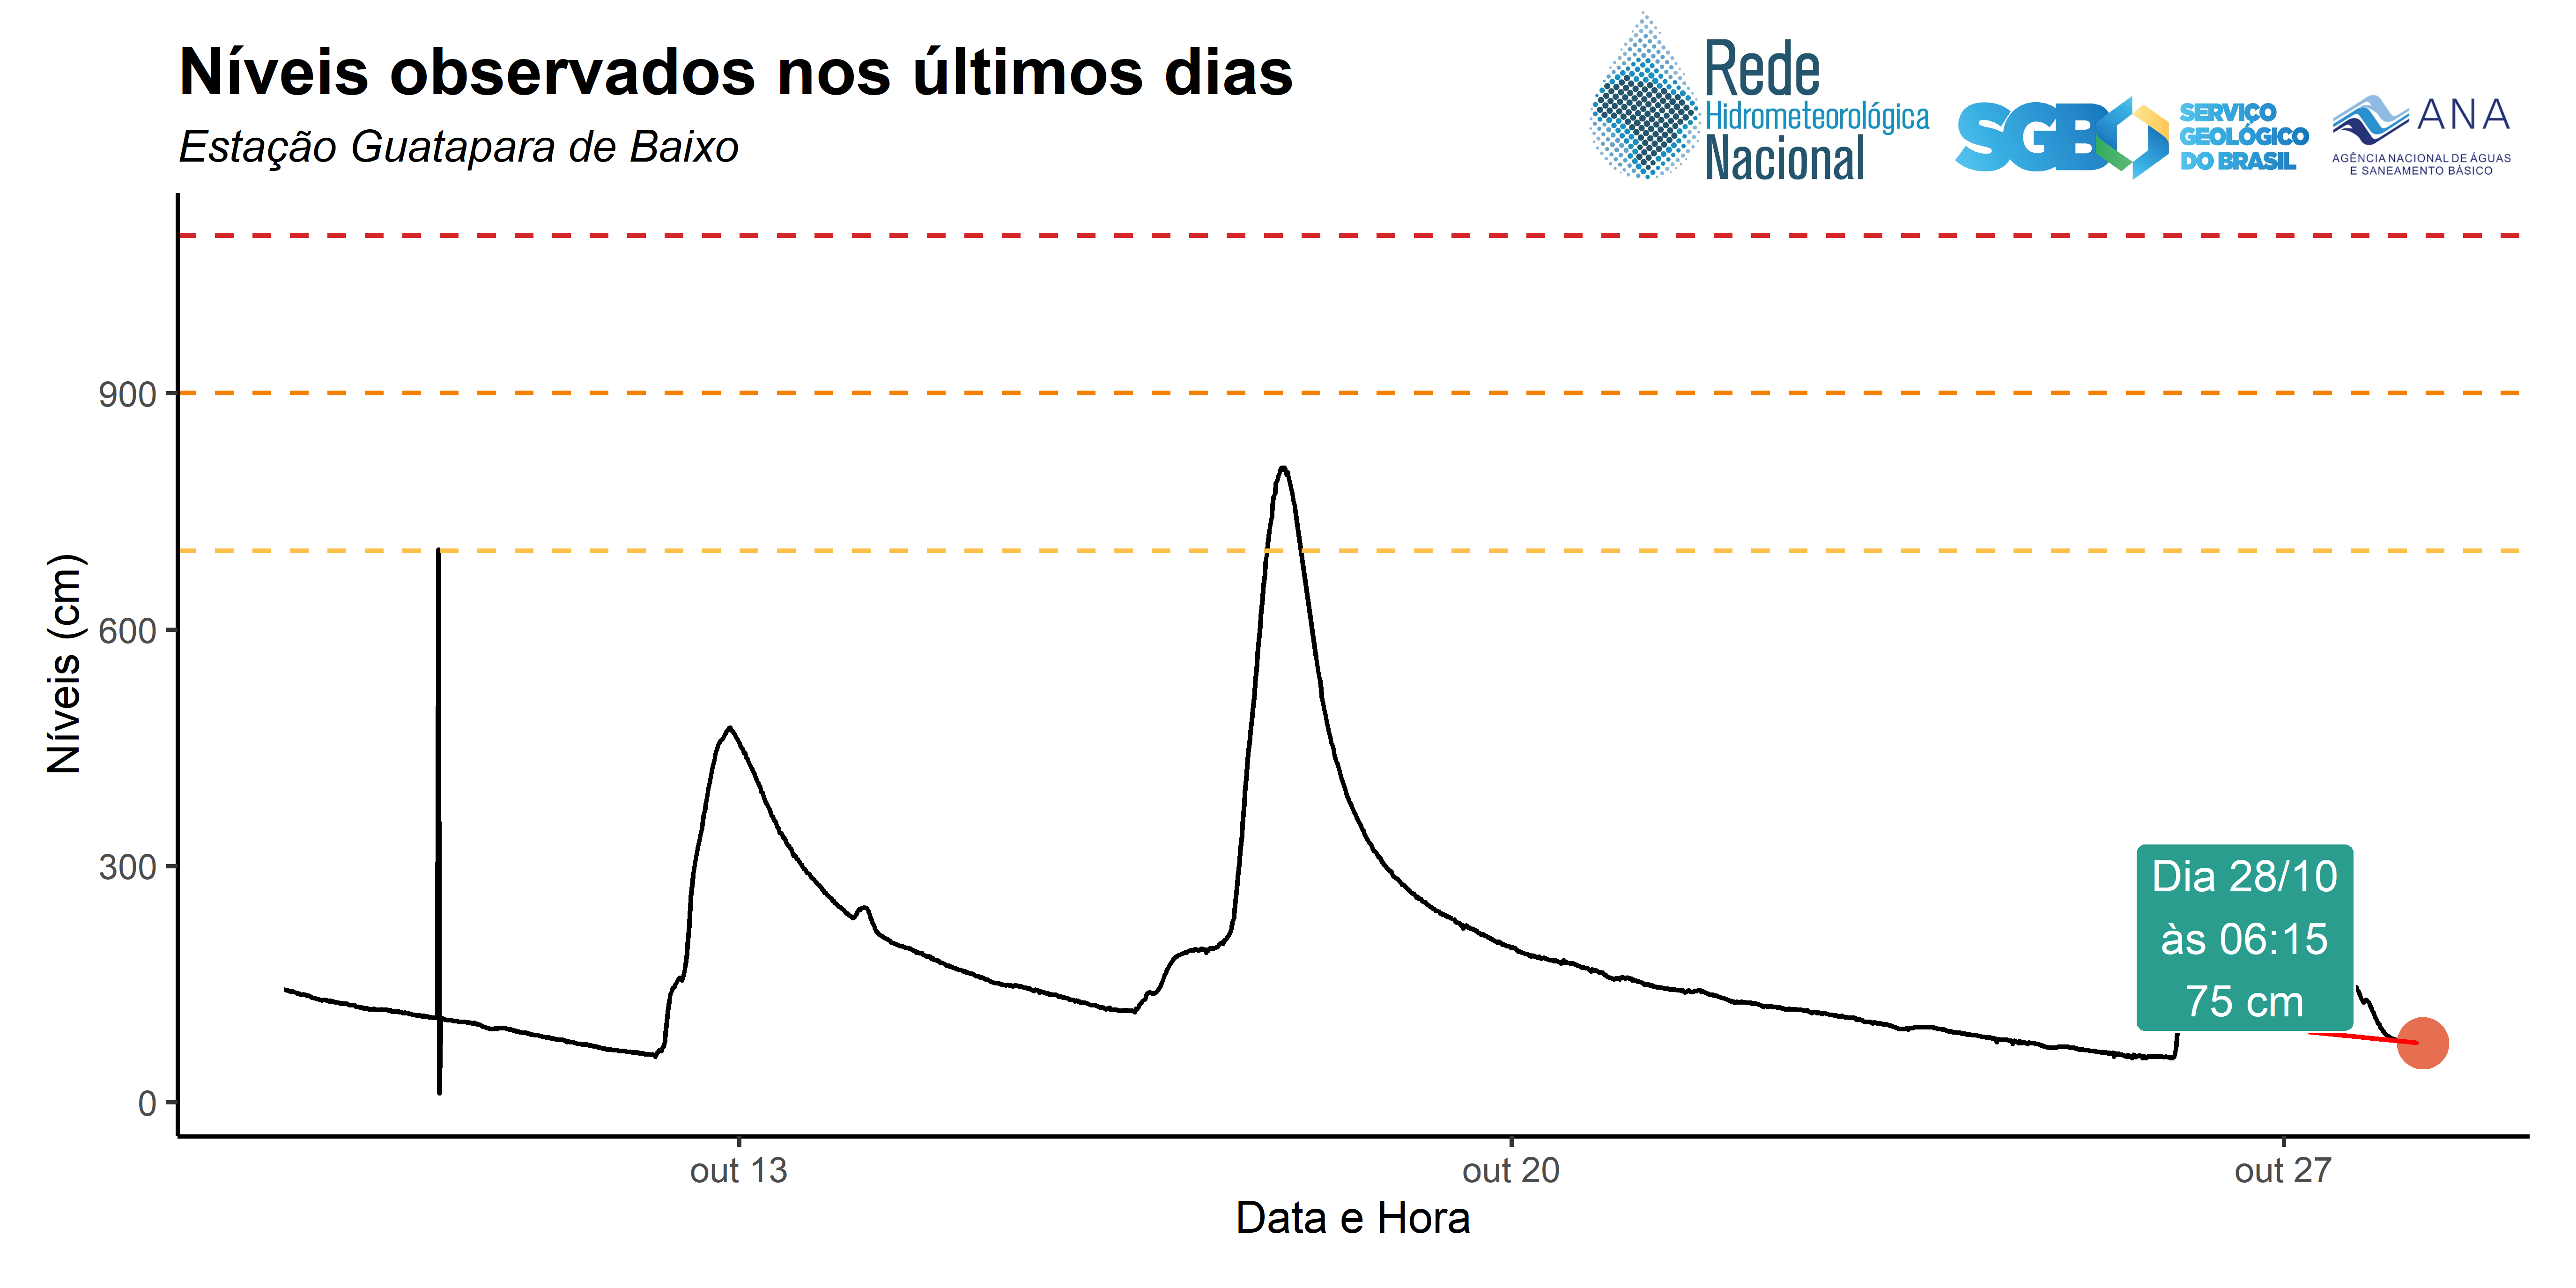 Níveis observados nos últimos dias
Estação Guatapara de Baixo
Rede
Hidrometeorológica
Nacional
SGB
SERVIÇO
GEOLÓGICO
DO BRASIL
ANA
AGÊNCIA NACIONAL DE ÁGUAS
E SANEAMENTO BÁSICO
Níveis (cm)
900
600
300
0
Dia 28/10
às 06:15
75 cm
out 13
out 20
out 27
Data e Hora